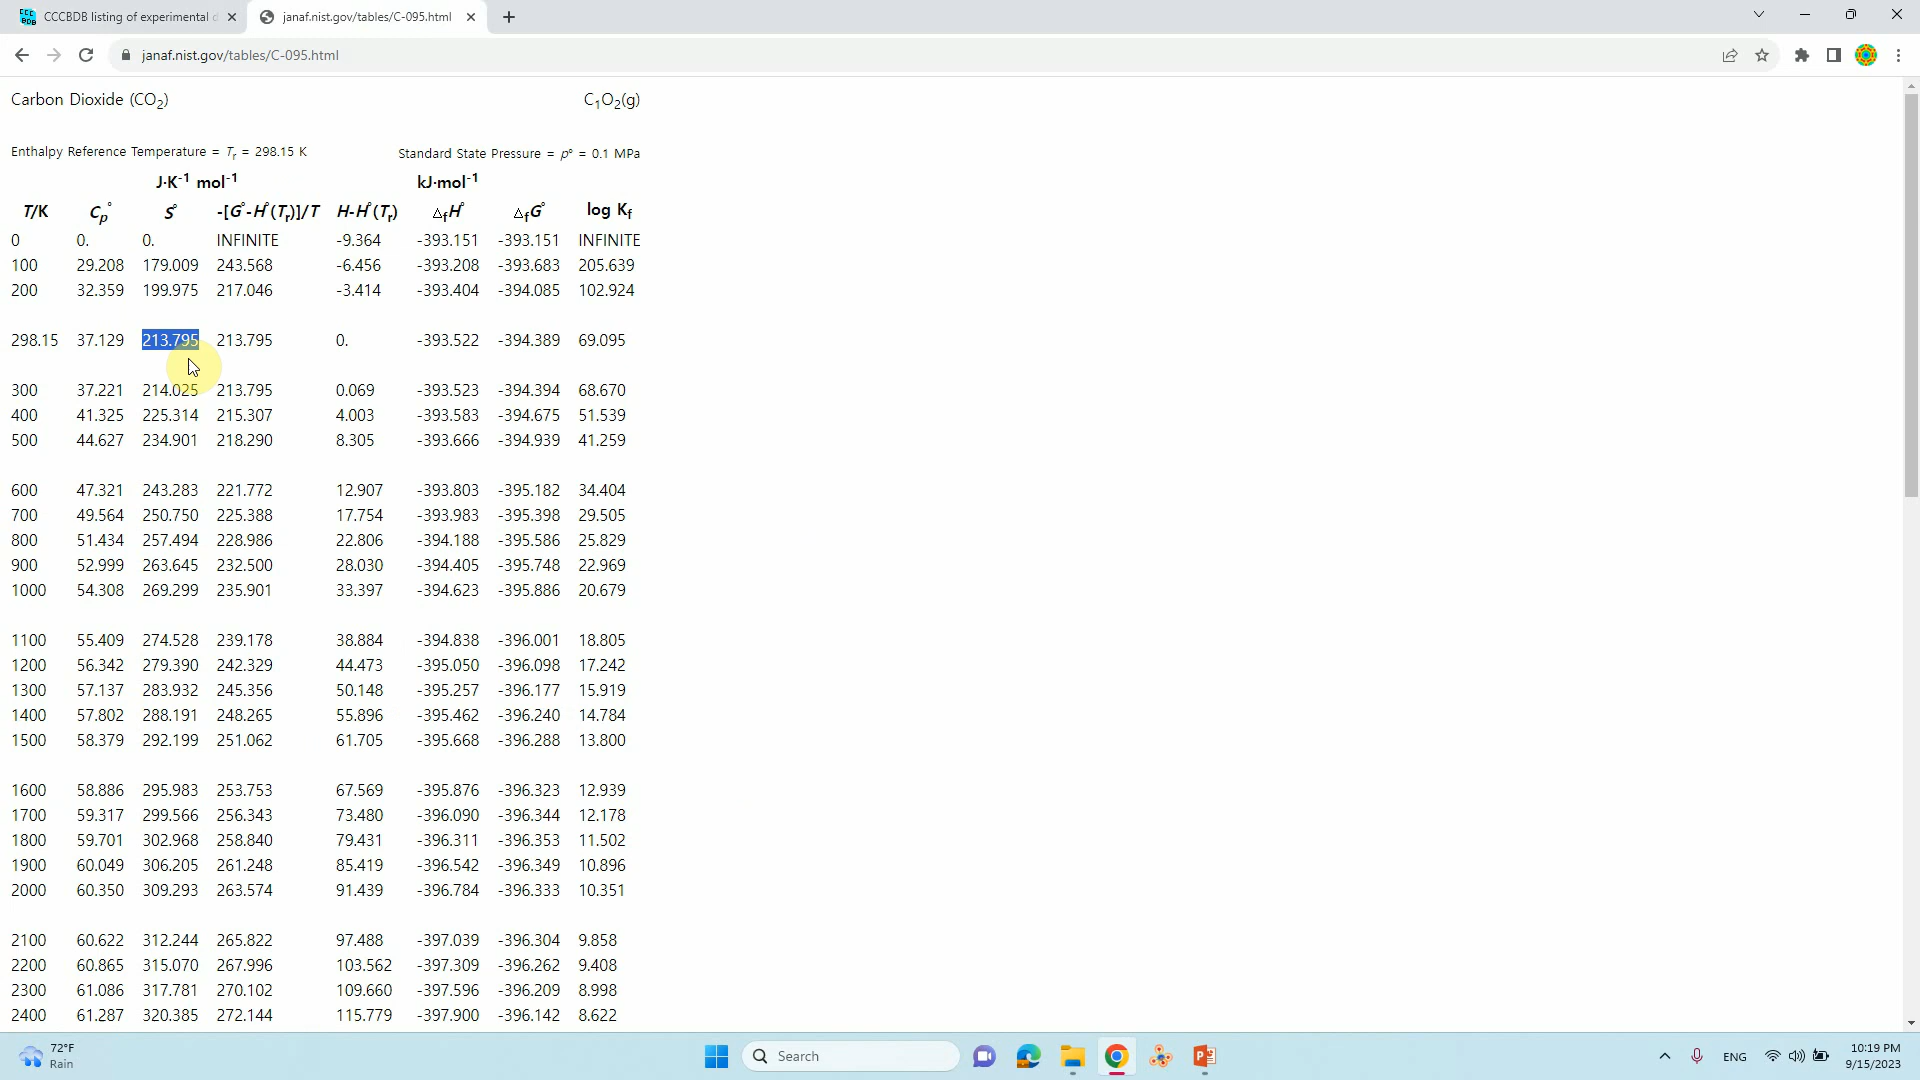 CCCBDB listing of experimental d
janaf.nist.gov/tables/C-095.html
janaf.nist.gov/tables/C-095.html
Carbon Dioxide (CO2) C1O2(g)
Enthalpy Reference Temperature = Tr = 298.15 K Standard State Pressure = p° = 0.1 MPa
J·K-1 mol-1 kJ·mol-1
T/K Cp° S° -[G°-H°(Tr)]/T H-H°(Tr) ΔfH° ΔfG° log Kf
0 0. 0. INFINITE -9.364 -393.151 -393.151 INFINITE
100 29.208 179.009 243.568 -6.456 -393.208 -393.683 205.639
200 32.359 199.975 217.046 -3.414 -393.404 -394.085 102.924
298.15 37.129 213.795 213.795 0. -393.522 -394.389 69.095
300 37.221 214.025 213.795 0.069 -393.523 -394.394 68.670
400 41.325 225.314 215.307 4.003 -393.583 -394.675 51.539
500 44.627 234.901 218.290 8.305 -393.666 -394.939 41.259
600 47.321 243.283 221.772 12.907 -393.803 -395.182 34.404
700 49.564 250.750 225.388 17.754 -393.983 -395.398 29.505
800 51.434 257.494 228.986 22.806 -394.188 -395.586 25.829
900 52.999 263.645 232.500 28.030 -394.405 -395.748 22.969
1000 54.308 269.299 235.901 33.397 -394.623 -395.886 20.679
1100 55.409 274.528 239.178 38.884 -394.838 -396.001 18.805
1200 56.342 279.390 242.329 44.473 -395.050 -396.098 17.242
1300 57.137 283.932 245.356 50.148 -395.257 -396.177 15.919
1400 57.802 288.191 248.265 55.896 -395.462 -396.240 14.784
1500 58.379 292.199 251.062 61.705 -395.668 -396.288 13.800
1600 58.886 295.983 253.753 67.569 -395.876 -396.323 12.939
1700 59.317 299.566 256.343 73.480 -396.090 -396.344 12.178
1800 59.701 302.968 258.840 79.431 -396.311 -396.353 11.502
1900 60.049 306.205 261.248 85.419 -396.542 -396.349 10.896
2000 60.350 309.293 263.574 91.439 -396.784 -396.333 10.351
2100 60.622 312.244 265.822 97.488 -397.039 -396.304 9.858
2200 60.865 315.070 267.996 103.562 -397.309 -396.262 9.408
2300 61.086 317.781 270.102 109.660 -397.596 -396.209 8.998
2400 61.287 320.385 272.144 115.779 -397.900 -396.142 8.622
72°F
Rain
Search
ENG
10:19 PM
9/15/2023